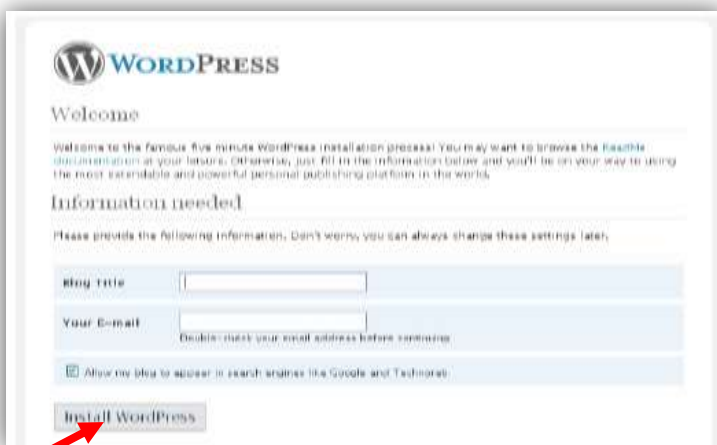 WORDPRESS
Welcome
Welcome to the famous five minute WordPress installation process! You may want to browse the ReadMe
documentation at your leisure. Otherwise, just fill in the information below and you'll be on your way to using
the most extendable and powerful personal publishing platform in the world.
Information needed
Please provide the following information. Don't worry, you can always change these settings later.
Blog Title
Your E-mail
Double-check your email address before continuing
Allow my blog to appear in search engines like Google and Technorati
Install WordPress